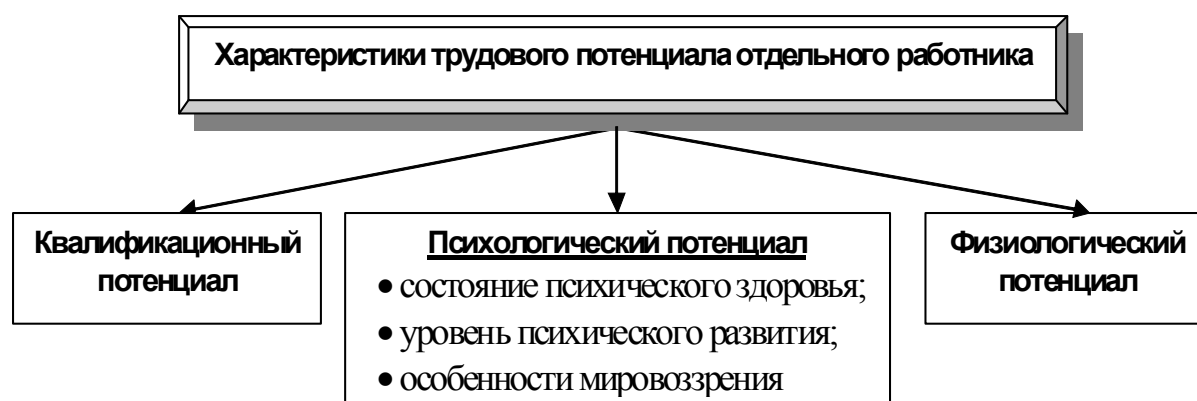 Характеристики трудового потенциала отдельного работника
Квалификационный
потенциал
Психологический потенциал
• состояние психического здоровья;
• уровень психического развития;
• особенности мировоззрения
Физиологический
потенциал